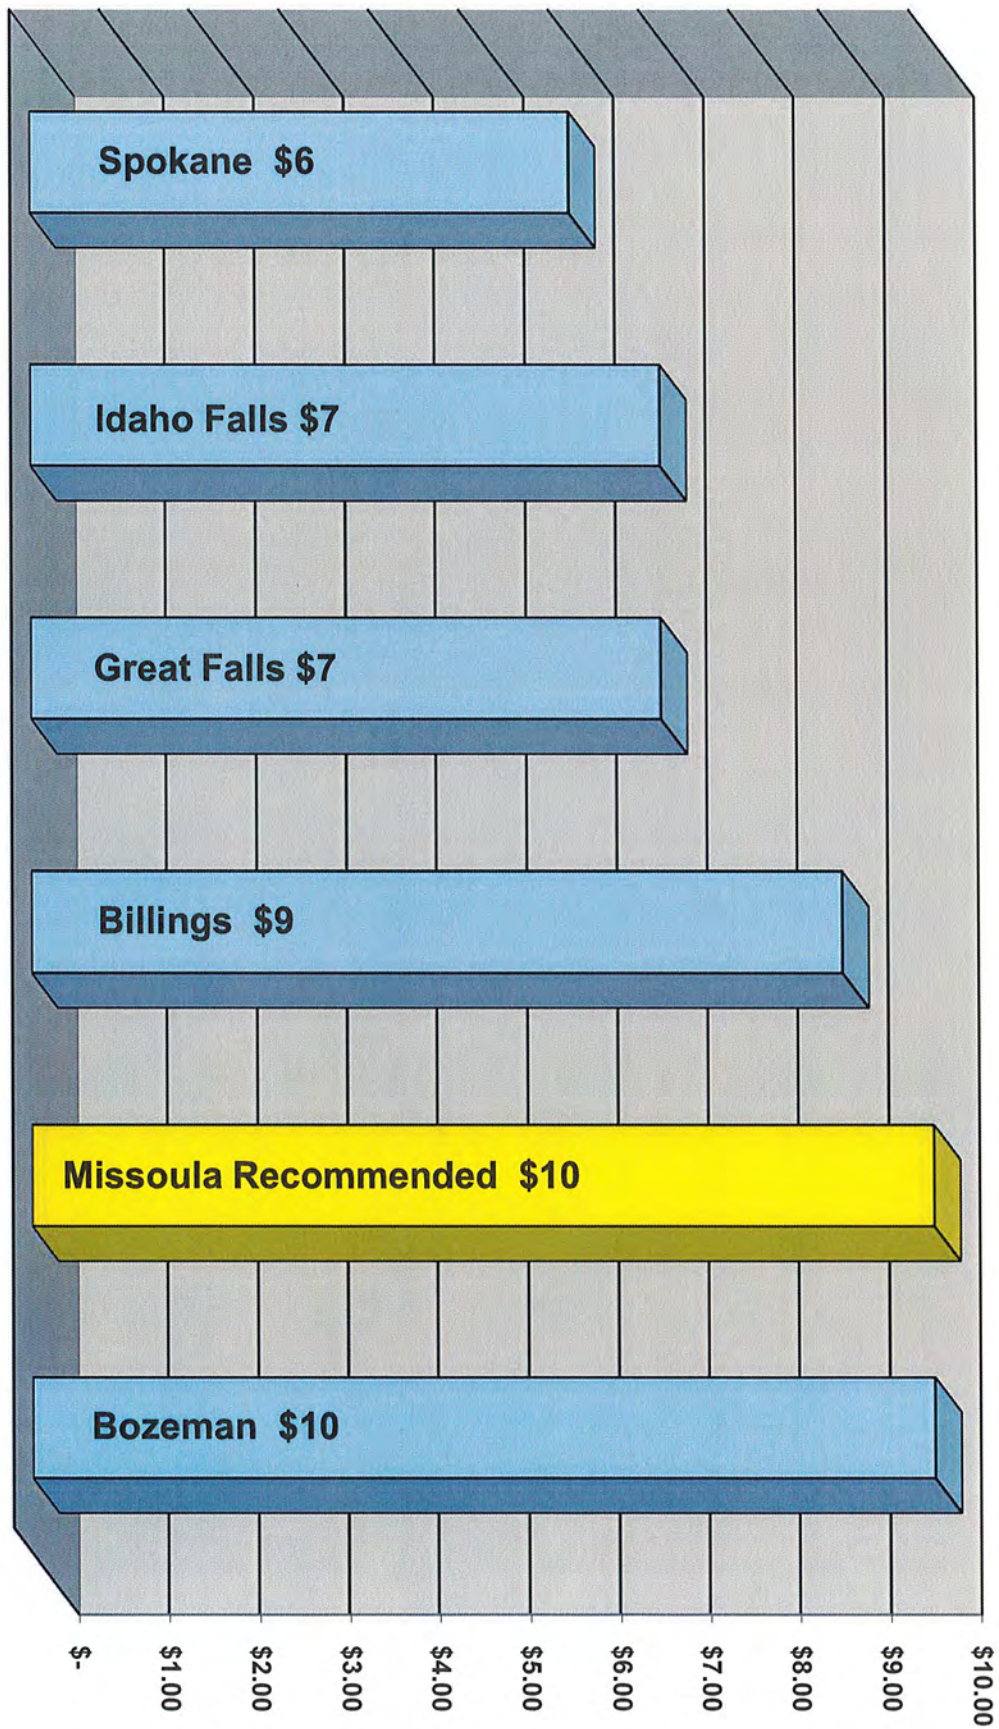 Spokane $6
Idaho Falls $7
Great Falls $7
Billings $9
Missoula Recommended $10
Bozeman $10
$-
$1.00
$2.00
$3.00
$4.00
$5.00
$6.00
$7.00
$8.00
$9.00
$10.00